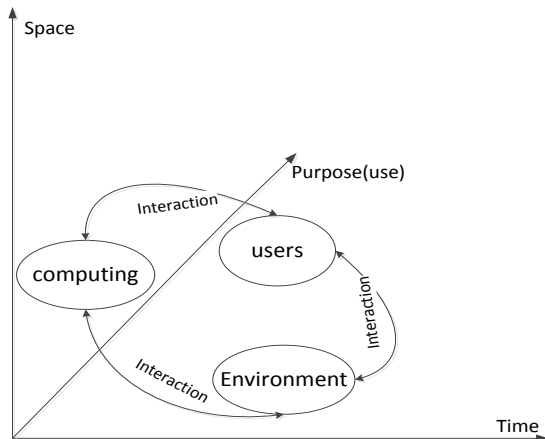 Space
Purpose(use)
Interaction
users
computing
Interaction
Interaction
Environment
Time